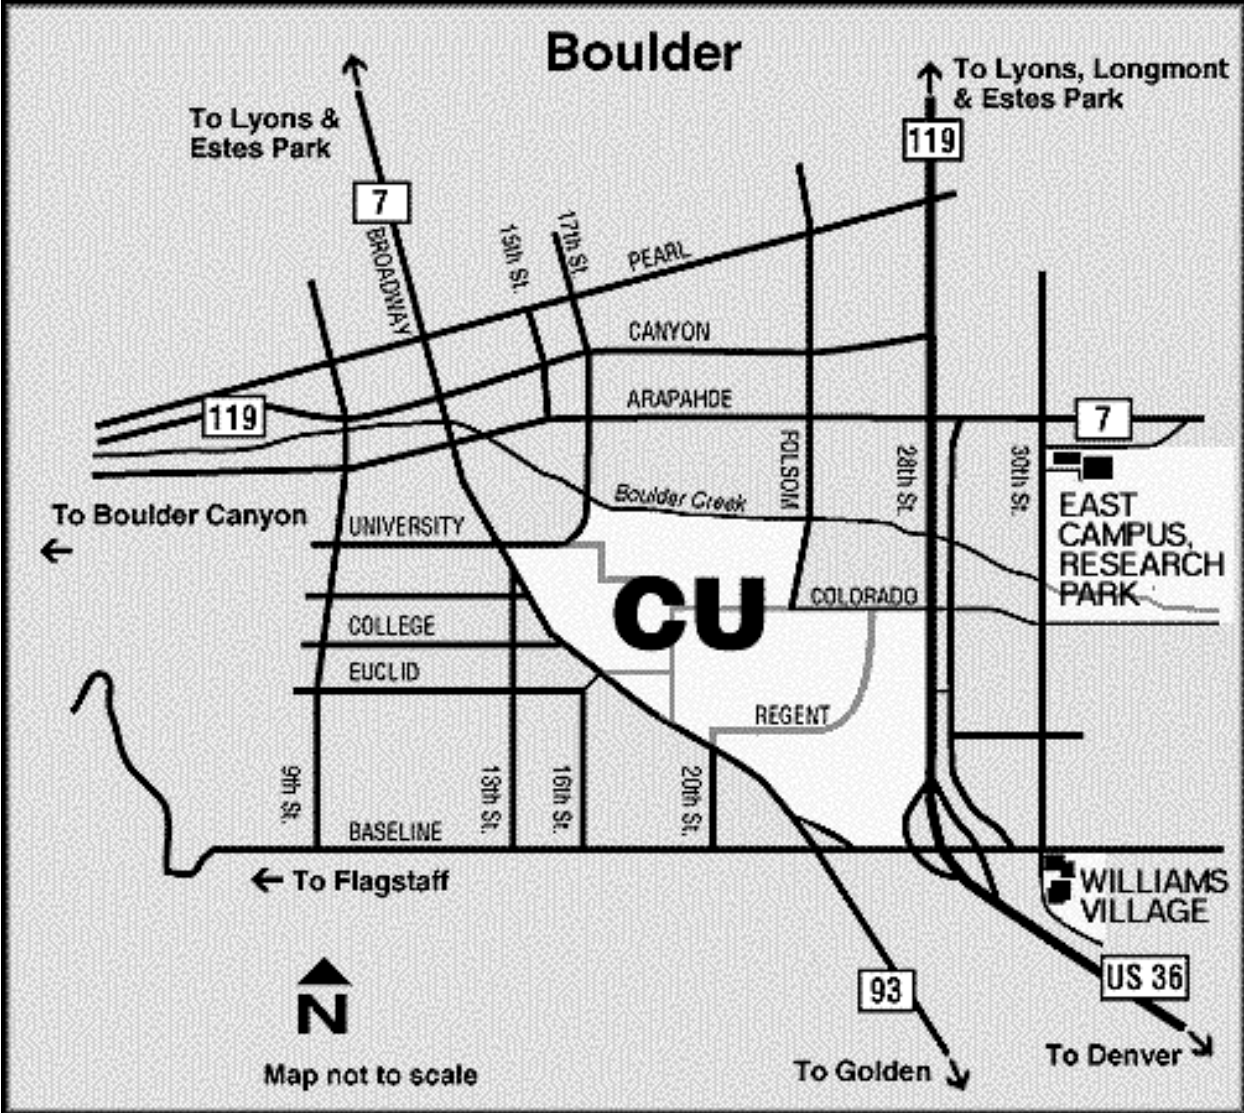 Boulder
To Lyons, Longmont
& Estes Park
To Lyons &
Estes Park
119
7
BROADWAY
15th St.
17th St.
PEARL
CANYON
ARAPAHOE
119
7
FOLSOM
28th St.
30th St.
Boulder Creek
To Boulder Canyon
UNIVERSITY
EAST
CAMPUS,
RESEARCH
PARK
CU
COLORADO
COLLEGE
EUCLID
REGENT
9th St.
13th St.
16th St.
20th St.
BASELINE
To Flagstaff
WILLIAMS
VILLAGE
N
Map not to scale
93
US 36
To Golden
To Denver